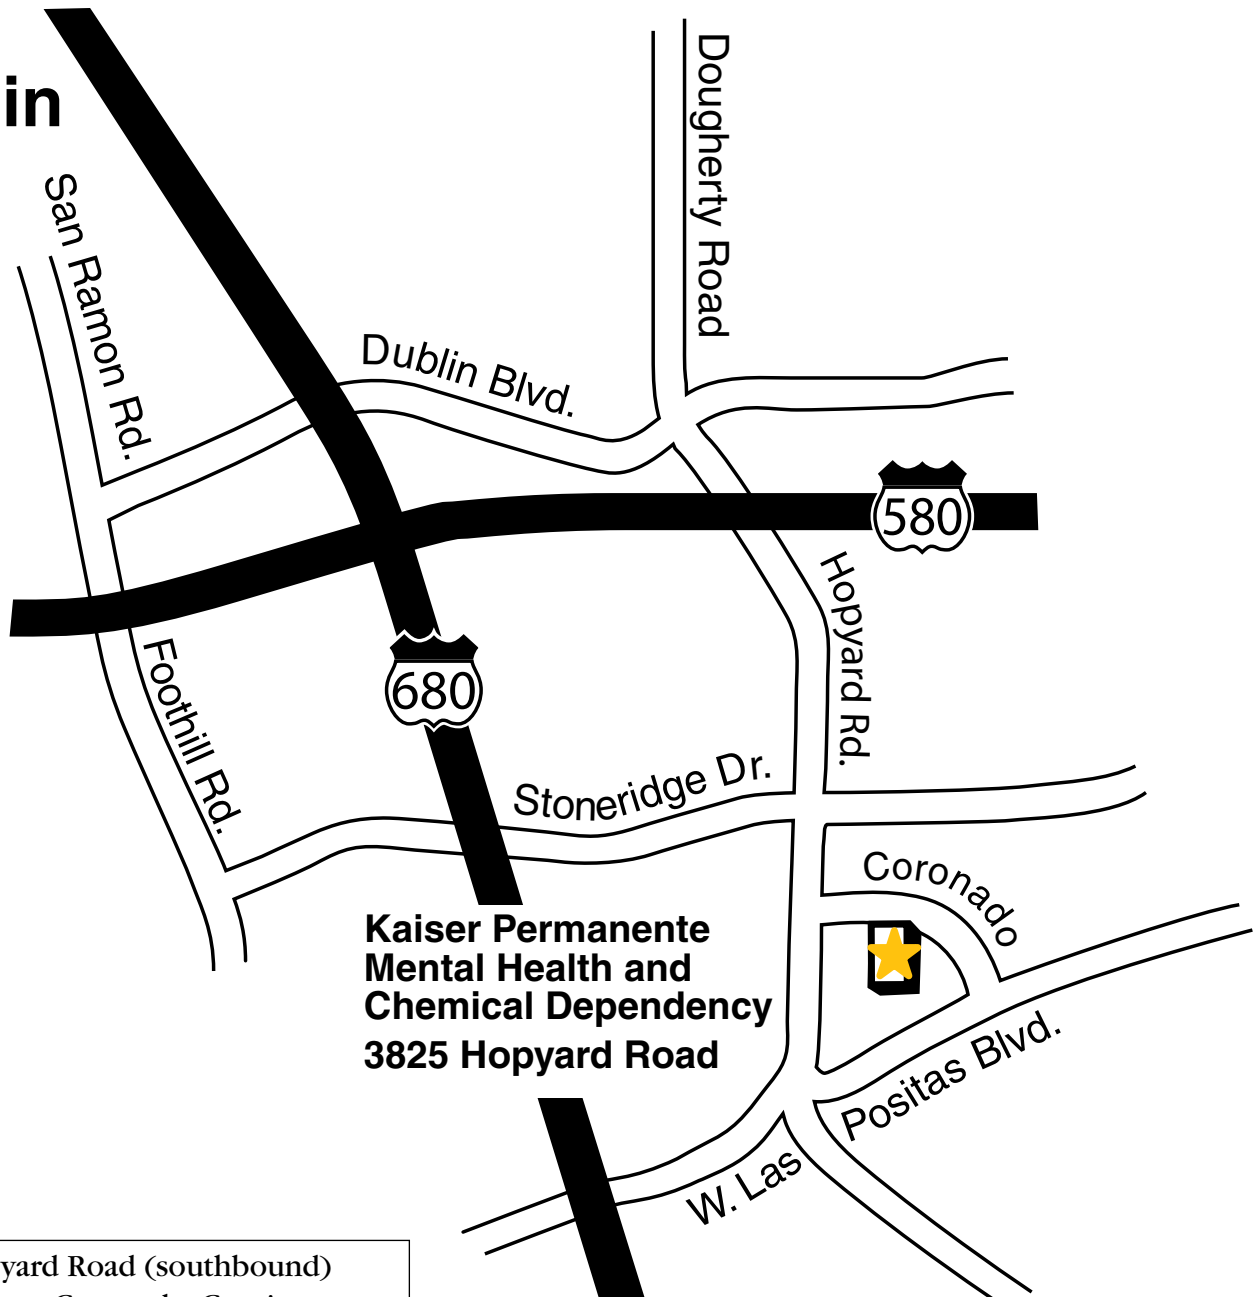 in
San Ramon Rd.
Dougherty Road
Dublin Blvd.
580
Hopyard Rd.
Foothill Rd.
680
Stoneridge Dr.
Coronado
Kaiser Permanente
Mental Health and
Chemical Dependency
3825 Hopyard Road
W. Las
Positas Blvd.
yard Road (southbound)